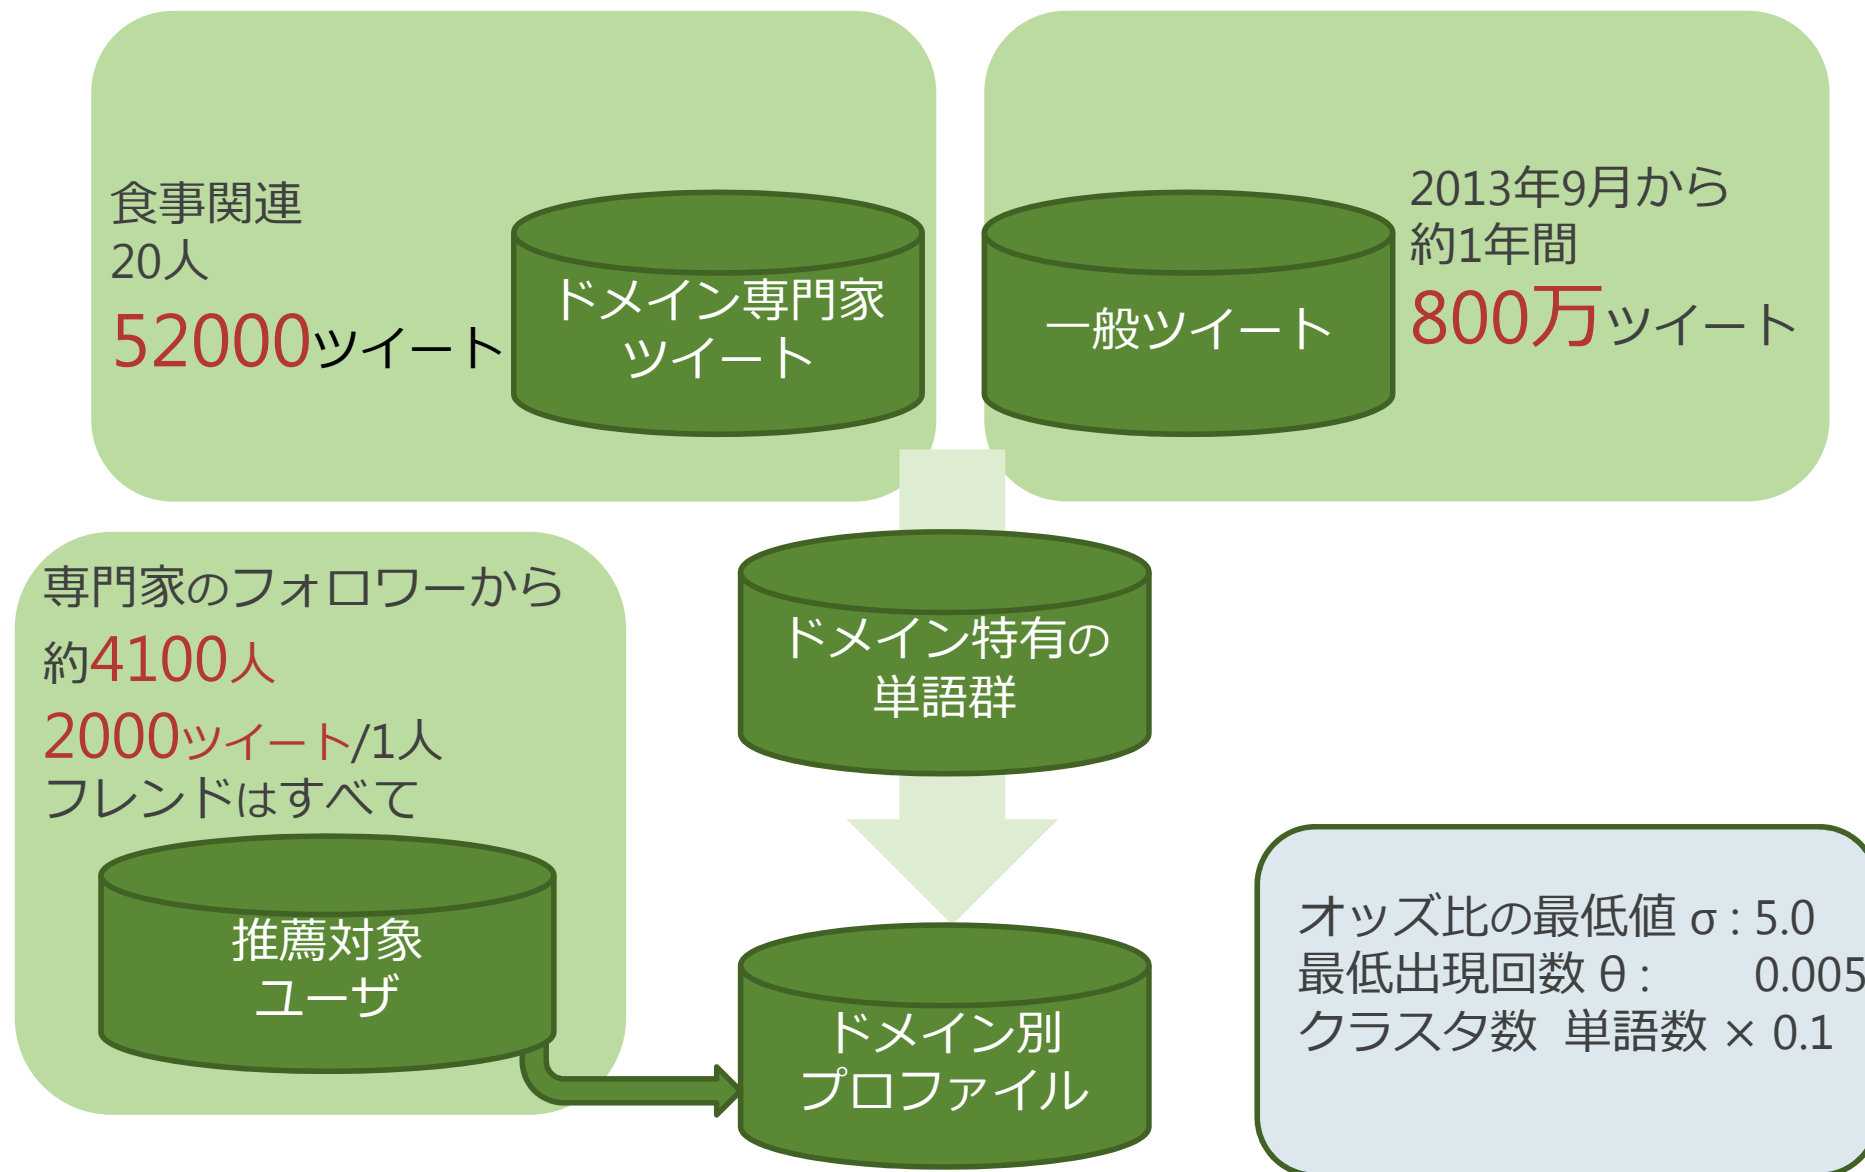 食事関連
20人
52000ツイート
ドメイン専門家
ツイート
一般ツイート
2013年9月から
約1年間
800万ツイート
専門家のフォロワーから
約4100人
2000ツイート/1人
フレンドはすべて
ドメイン特有の
単語群
推薦対象
ユーザ
ドメイン別
プロファイル
オッズ比の最低値 σ : 5.0
最低出現回数 θ : 0.005
クラスタ数 単語数 × 0.1